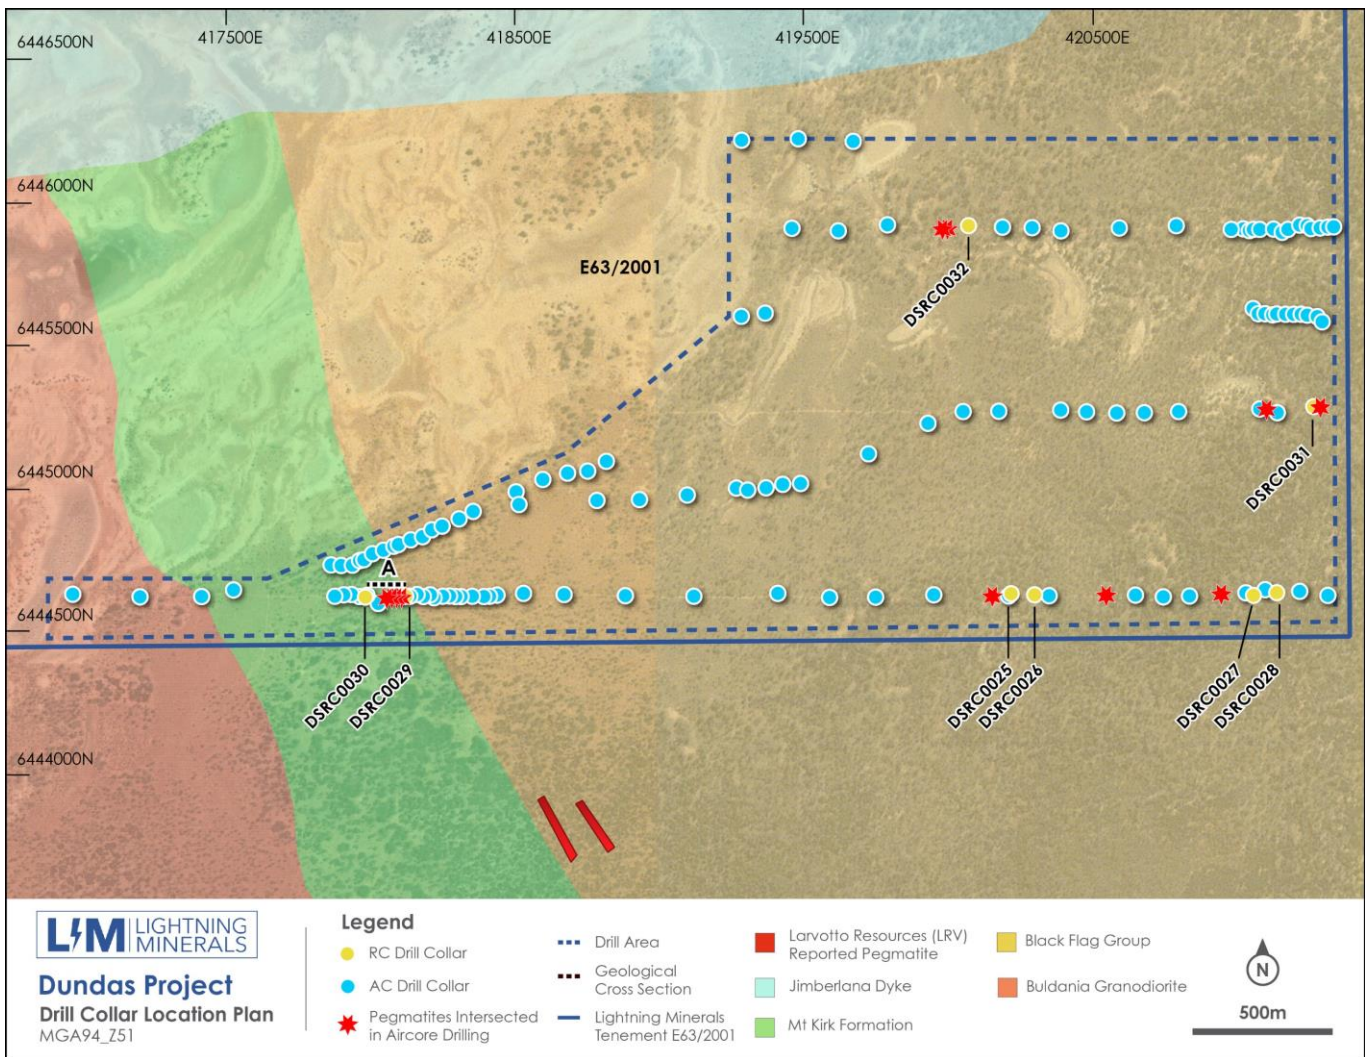 417500E
418500E
419500E
420500E
6446500N
6446000N
6445500N
6445000N
6444500N
6444000N
E63/2001
DSRC0032
DSRC0031
A
DSRC0030
DSRC0029
DSRC0025
DSRC0026
DSRC0027
DSRC0028
LM LIGHTNING
MINERALS
Dundas Project
Drill Collar Location Plan
MGA94_Z51
Legend
RC Drill Collar
AC Drill Collar
Pegmatites Intersected
in Aircore Drilling
Drill Area
Geological
Cross Section
Lightning Minerals
Tenement E63/2001
Larvotto Resources (LRV)
Reported Pegmatite
Jimberlana Dyke
Mt Kirk Formation
Black Flag Group
Buldania Granodiorite
N
500m